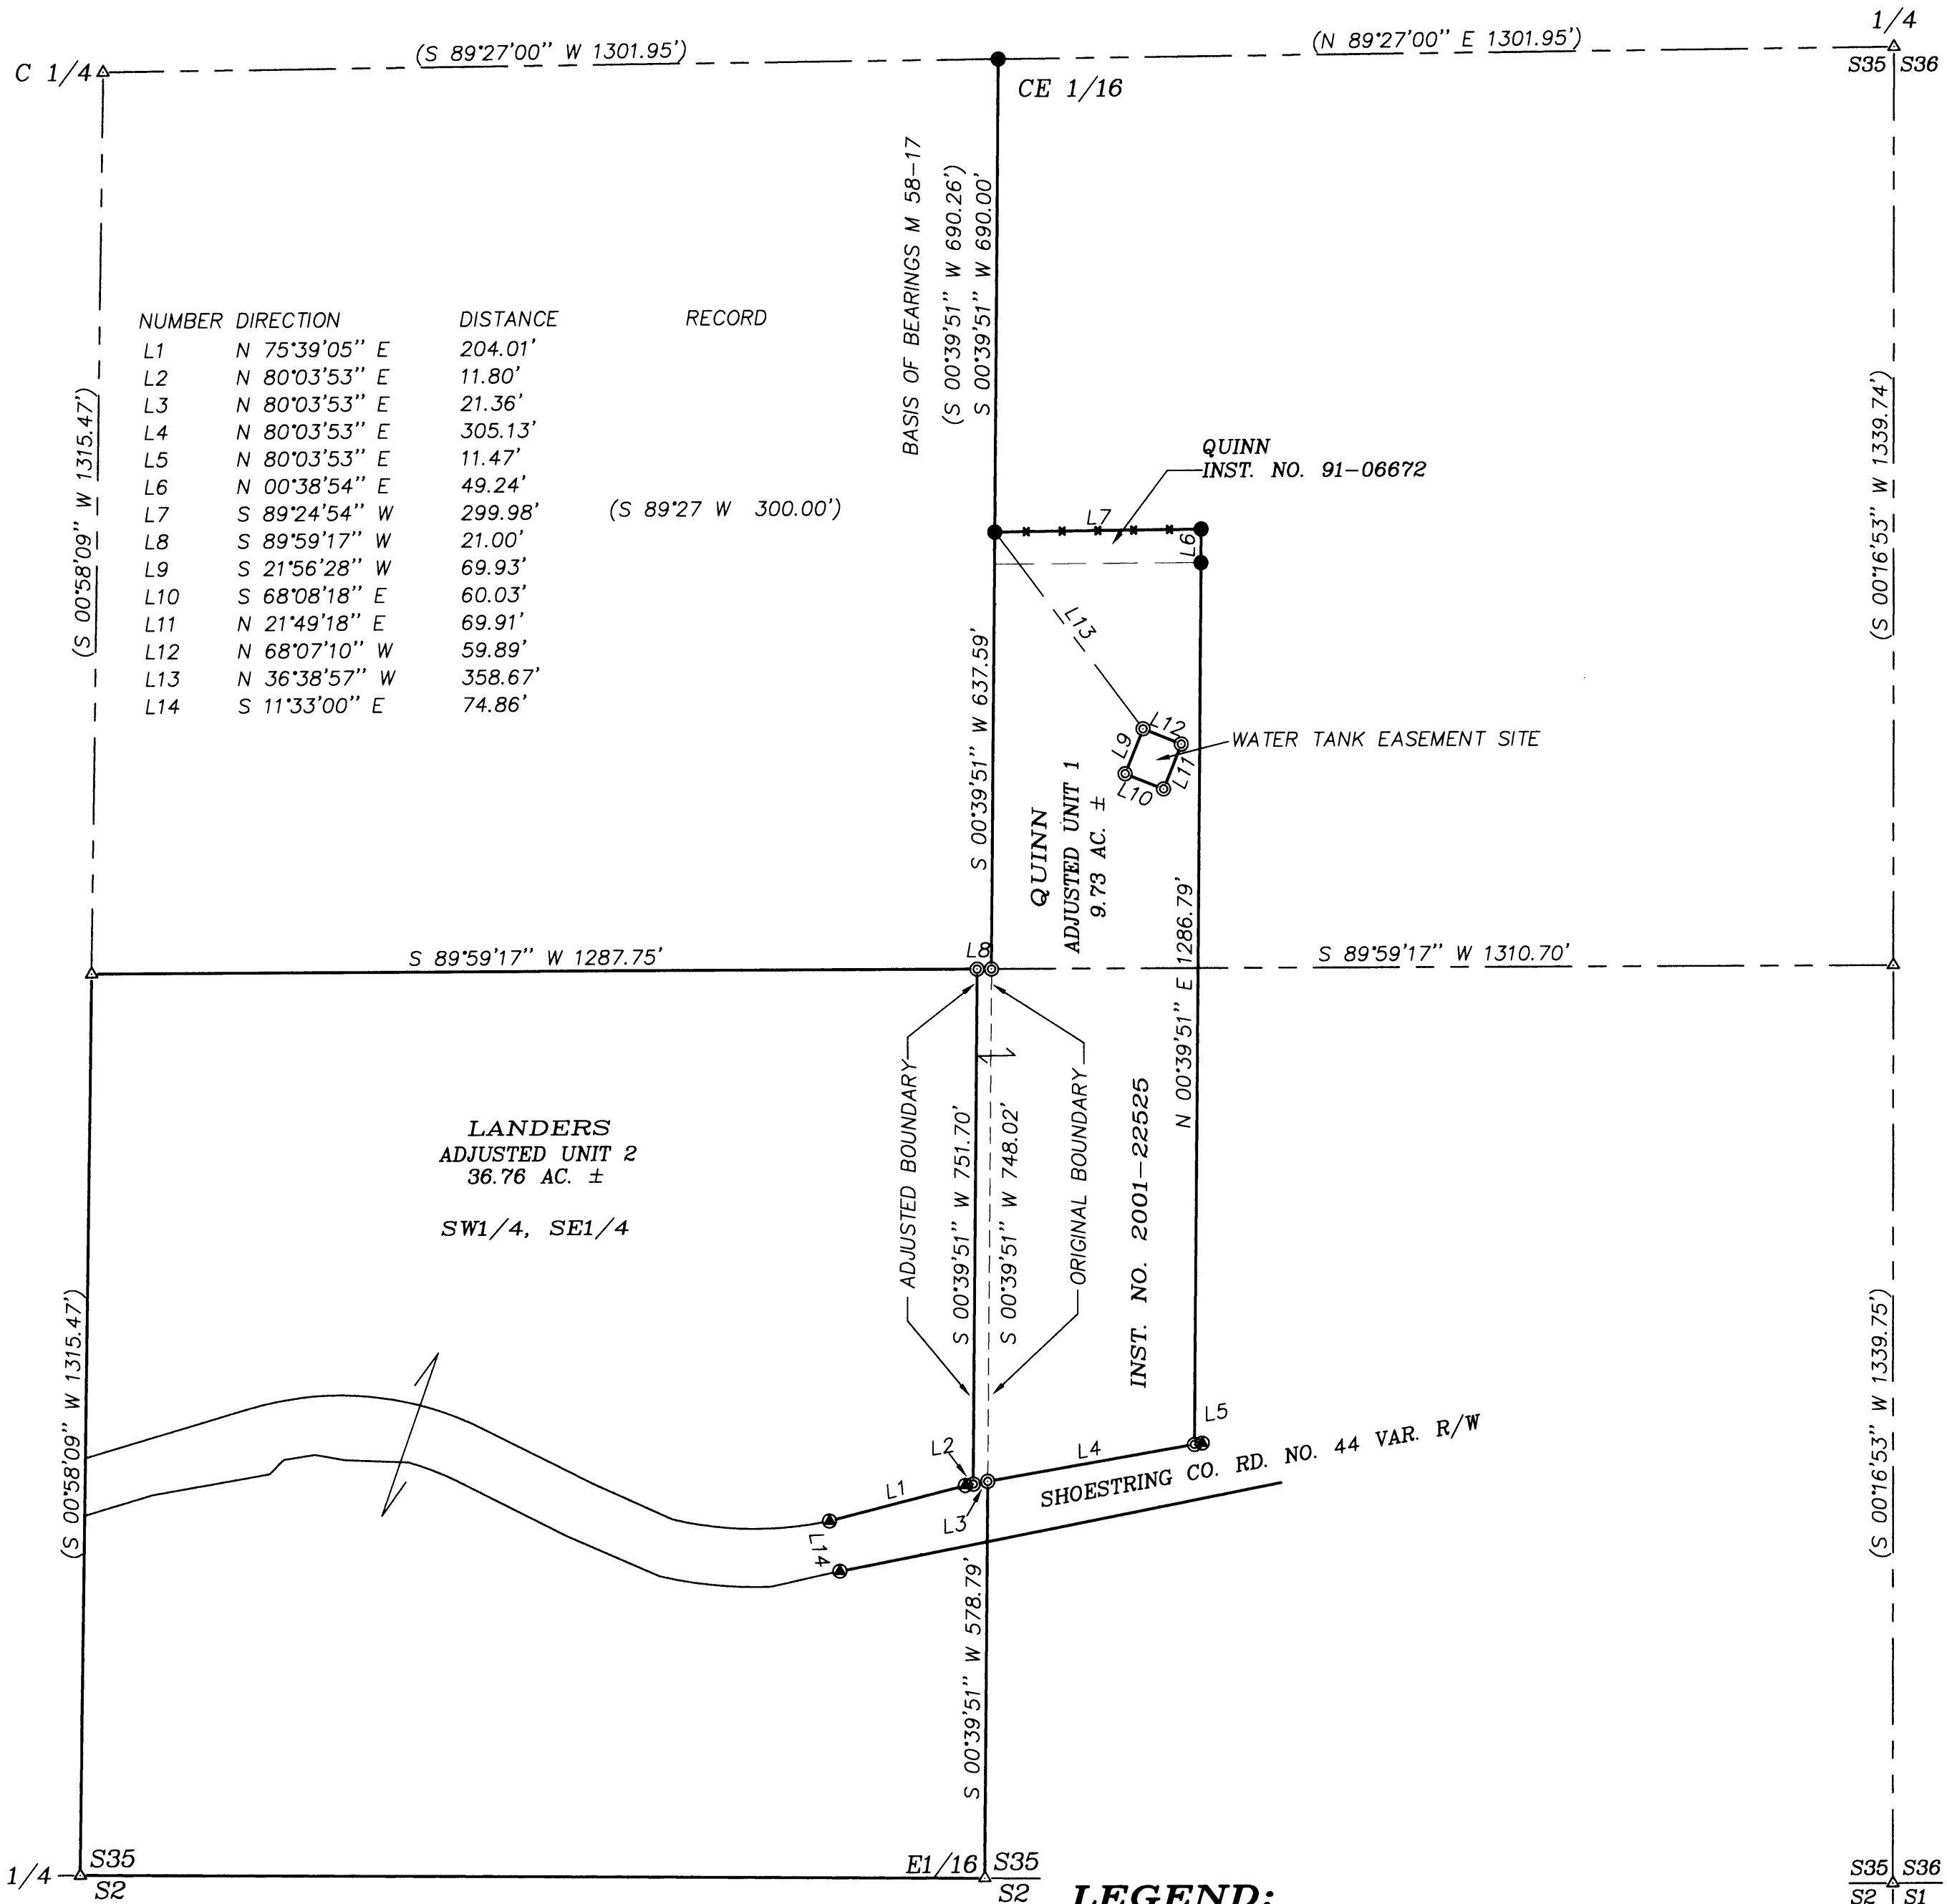 1/4
(S 89°27'00" W 1301.95')
(N 89°27'00" E 1301.95')
C 1/4
S35 S36
CE 1/16
BASIS OF BEARINGS M 58-17
(S 00°39'51" W 690.26')
S 00°39'51" W 690.00'
NUMBER DIRECTION DISTANCE RECORD
L1 N 75°39'05" E 204.01'
L2 N 80°03'53" E 11.80'
L3 N 80°03'53" E 21.36'
L4 N 80°03'53" E 305.13'
L5 N 80°03'53" E 11.47'
L6 N 00°38'54" E 49.24'
L7 S 89°24'54" W 299.98' (S 89°27 W 300.00')
L8 S 89°59'17" W 21.00'
L9 S 21°56'28" W 69.93'
L10 S 68°08'18" E 60.03'
L11 N 21°49'18" E 69.91'
L12 N 68°07'10" W 59.89'
L13 N 36°38'57" W 358.67'
L14 S 11°33'00" E 74.86'
(S 00°58'09" W 1315.47')
(S 00°16'53" W 1339.74')
QUINN
INST. NO. 91-06672
L7
L6
L13
S 00°39'51" W 637.59'
L12
L9
L11
L10
WATER TANK EASEMENT SITE
QUINN
ADJUSTED UNIT 1
9.73 AC. ±
N 00°39'51" E 1286.79'
S 89°59'17" W 1287.75'
L8
S 89°59'17" W 1310.70'
LANDERS
ADJUSTED UNIT 2
36.76 AC. ±
SW1/4, SE1/4
ADJUSTED BOUNDARY
S 00°39'51" W 751.70'
S 00°39'51" W 748.02'
ORIGINAL BOUNDARY
INST. NO. 2001-22525
(S 00°58'09" W 1315.47')
(S 00°16'53" W 1339.75')
L5
L2
L4
SHOESTRING CO. RD. NO. 44 VAR. R/W
L1
L3
L14
S 00°39'51" W 578.79'
S35
1/4
S2
E1/16 S35
S2
S35 S36
S2 S1
LEGEND: